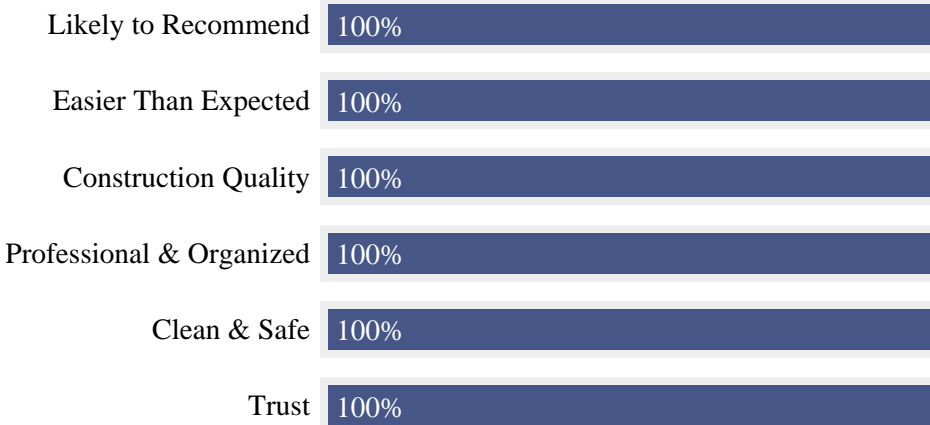 Likely to Recommend 100%
Easier Than Expected 100%
Construction Quality 100%
Professional & Organized 100%
Clean & Safe 100%
Trust 100%